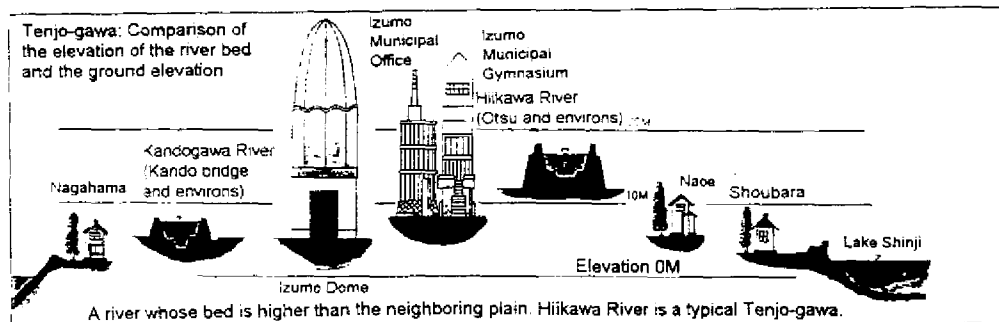 Tenjo-gawa: Comparison of
the elevation of the river bed
and the ground elevation
Izumo
Municipal
Office
Izumo
Municipal
Gymnasium
Hiikawa River
(Otsu and environs)
Kandogawa River
(Kando bridge
and environs)
Nagahama
10M
Naoe
Shoubara
Lake Shinji
Elevation 0M
Izumo Dome
A river whose bed is higher than the neighboring plain. Hiikawa River is a typical Tenjo-gawa.